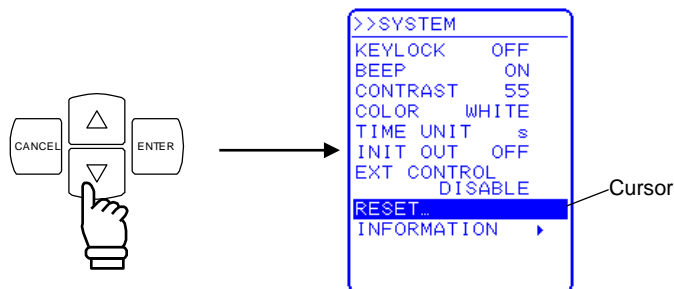 >>SYSTEM
KEYLOCK OFF
BEEP ON
CONTRAST 55
COLOR WHITE
TIME UNIT s
INIT OUT OFF
EXT CONTROL
DISABLE
RESET…
INFORMATION
CANCEL
ENTER
Cursor